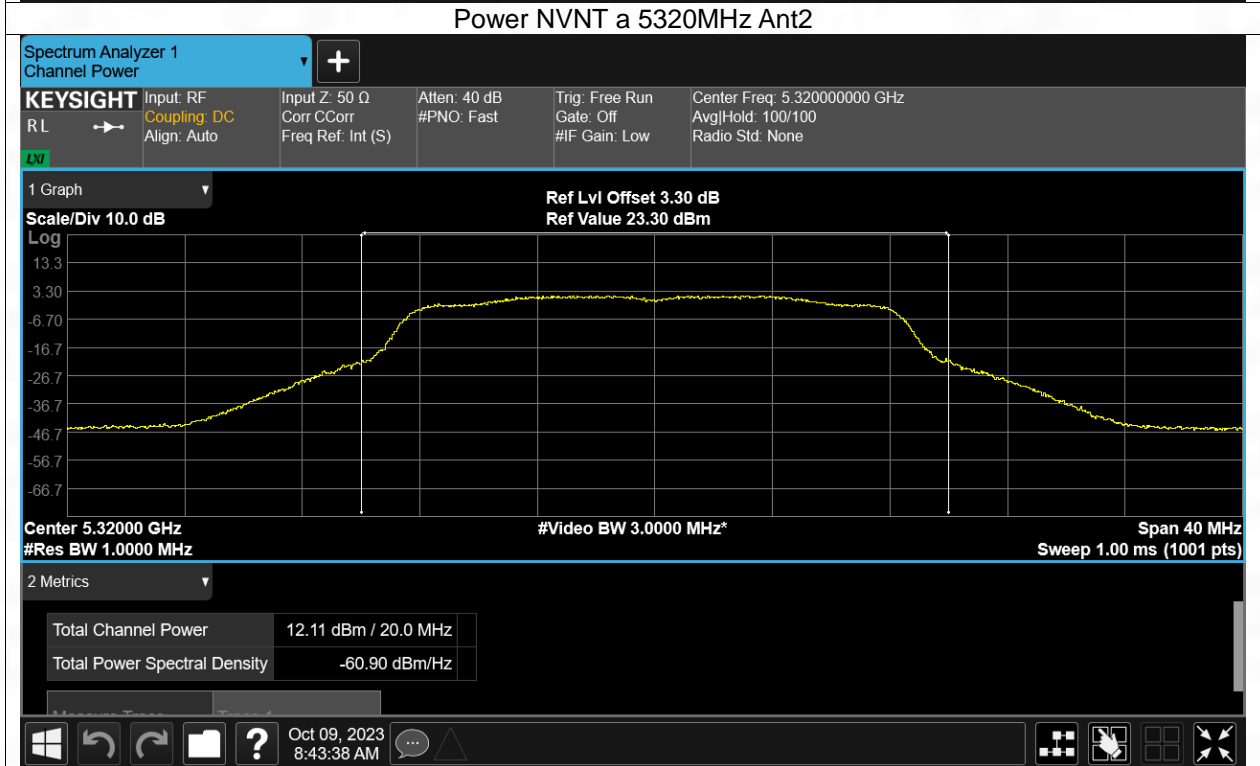 Power NVNT a 5320MHz Ant2
Spectrum Analyzer 1
Channel Power
KEYSIGHT
RL
LXI
Input: RF
Coupling: DC
Align: Auto
Input Z: 50 Ω
Corr CCorr
Freq Ref: Int (S)
Atten: 40 dB
#PNO: Fast
Trig: Free Run
Gate: Off
#IF Gain: Low
Center Freq: 5.320000000 GHz
Avg|Hold: 100/100
Radio Std: None
1 Graph
Scale/Div 10.0 dB
Ref Lvl Offset 3.30 dB
Ref Value 23.30 dBm
Log
13.3
3.30
-6.70
-16.7
-26.7
-36.7
-46.7
-56.7
-66.7
Center 5.32000 GHz
#Res BW 1.0000 MHz
#Video BW 3.0000 MHz*
Span 40 MHz
Sweep 1.00 ms (1001 pts)
2 Metrics
Total Channel Power 12.11 dBm / 20.0 MHz
Total Power Spectral Density -60.90 dBm/Hz
?
Oct 09, 2023
8:43:38 AM